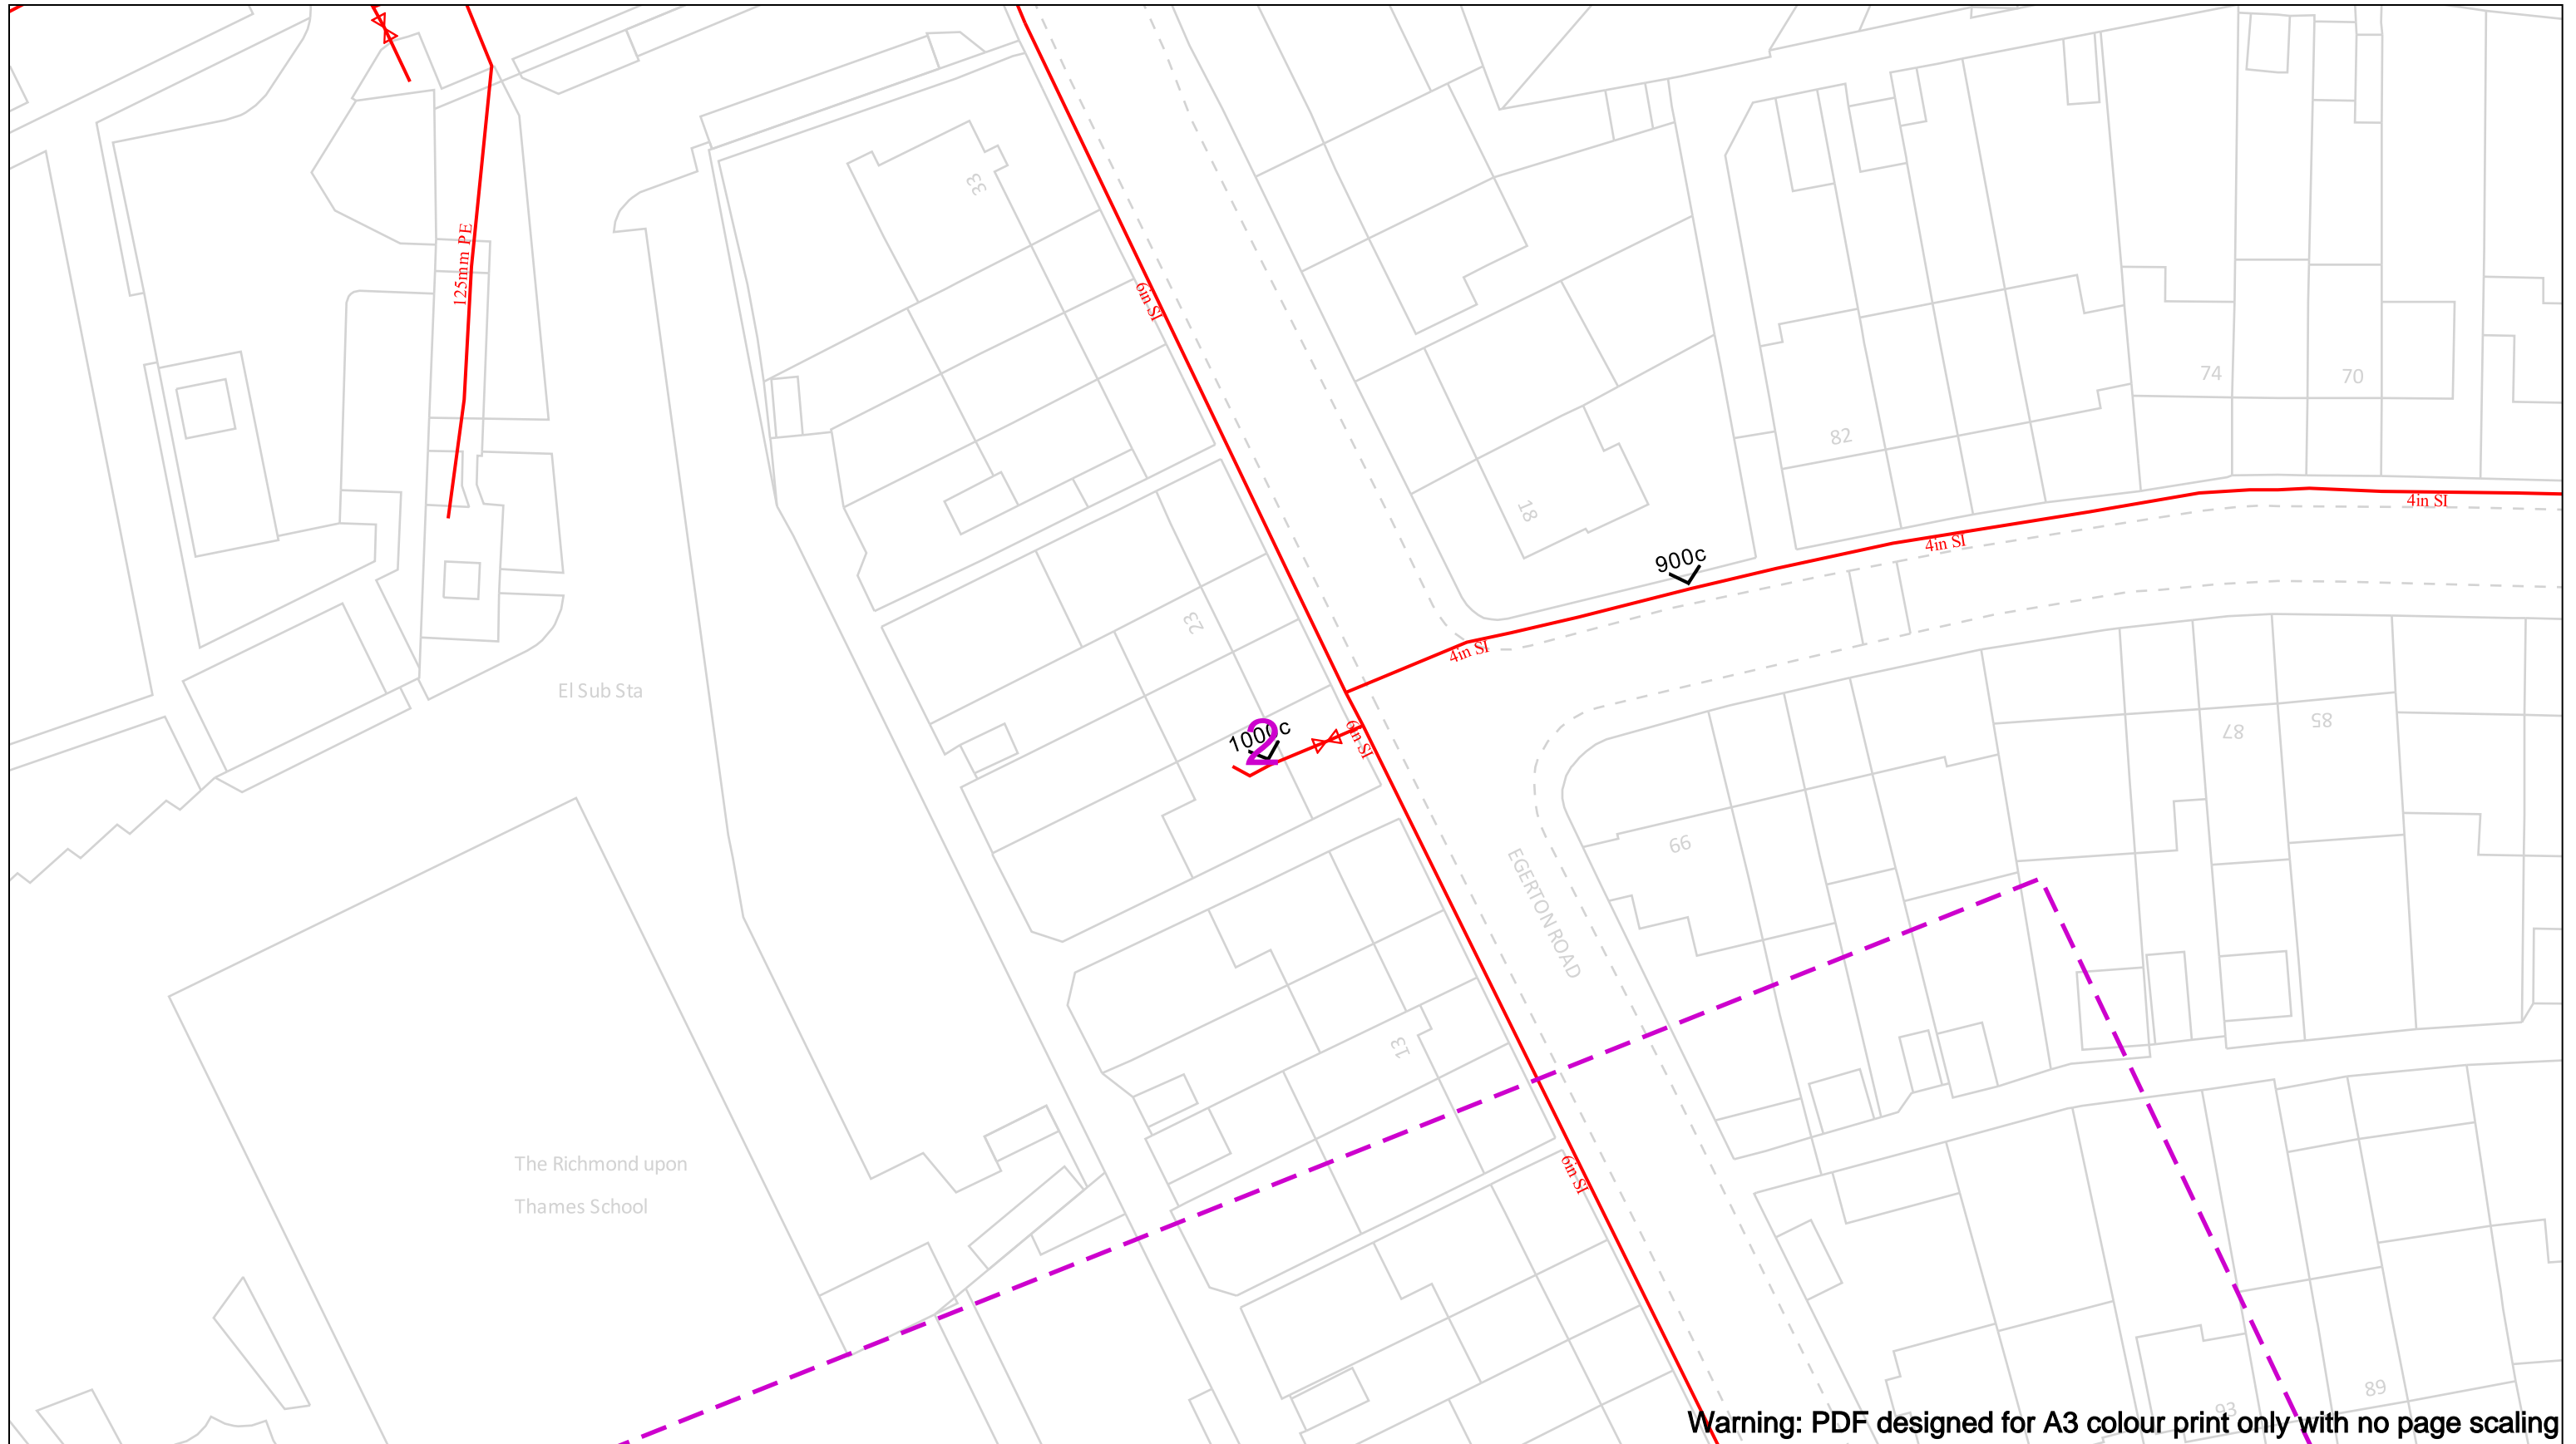 33
125mm PE
6in SI
74
70
82
4in SI
18
4in SI
900c
23
4in SI
El Sub Sta
1000c
2
6in SI
87
85
66
EGERTON ROAD
13
The Richmond upon
Thames School
6in SI
89
93
Warning: PDF designed for A3 colour print only with no page scaling